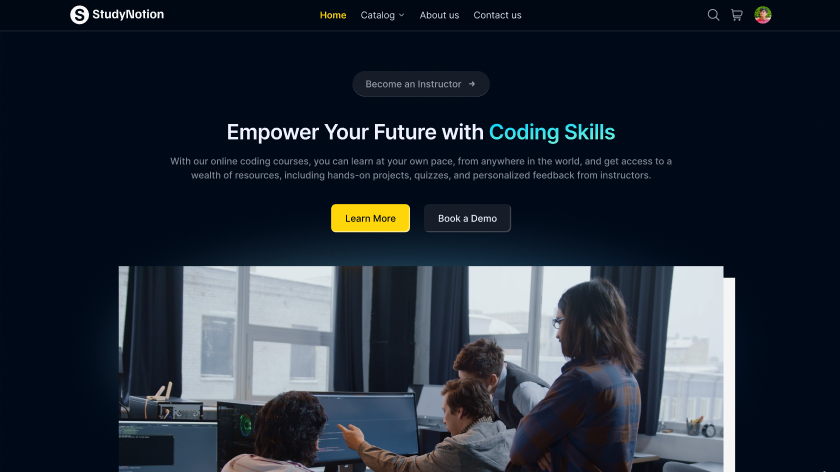 StudyNotion
Home Catalog About us Contact us
Become an Instructor
Empower Your Future with Coding Skills
With our online coding courses, you can learn at your own pace, from anywhere in the world, and get access to a
wealth of resources, including hands-on projects, quizzes, and personalized feedback from instructors.
Learn More Book a Demo